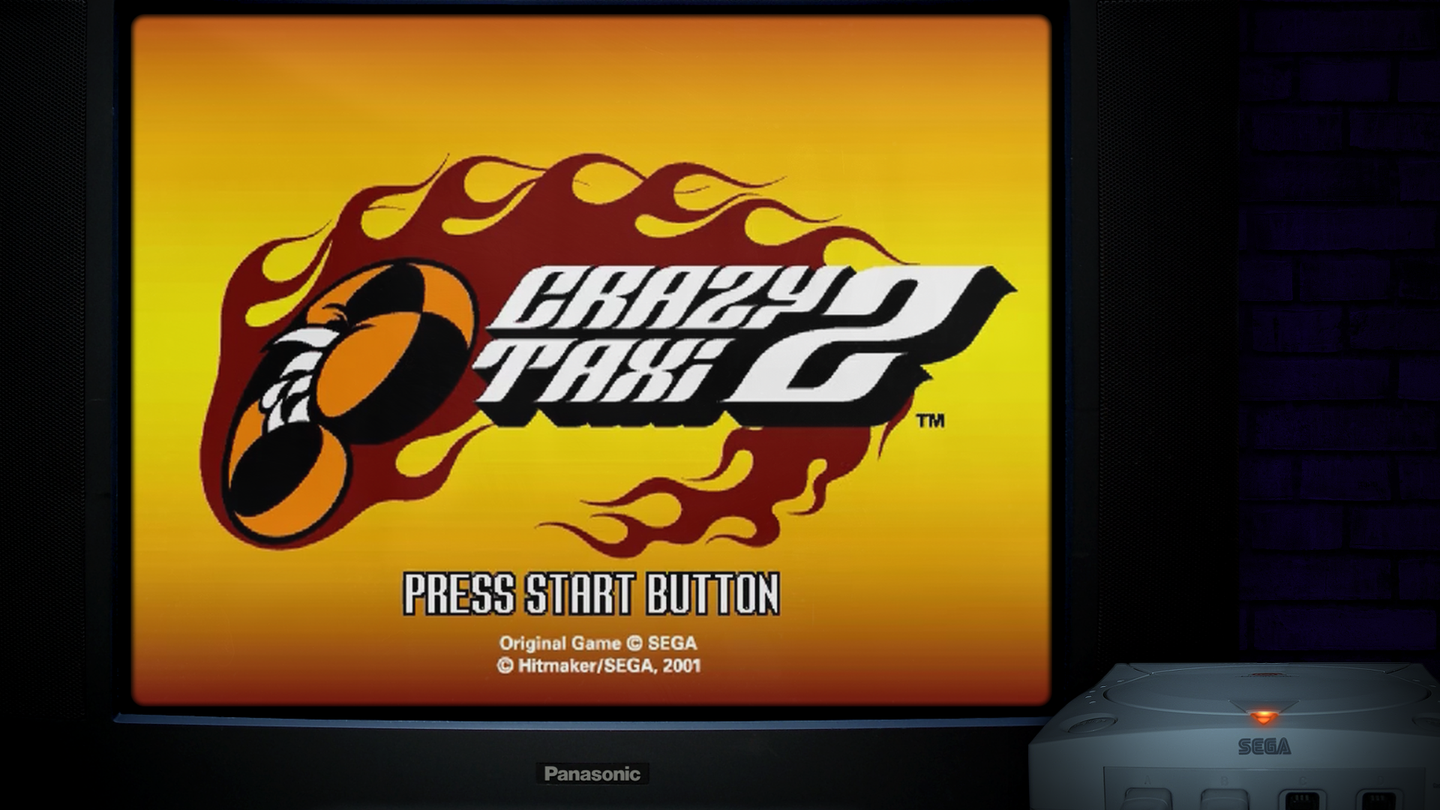 CRAZY
TAXI 2
TM
PRESS START BUTTON
Original Game © SEGA
© Hitmaker/SEGA, 2001
Panasonic
SEGA